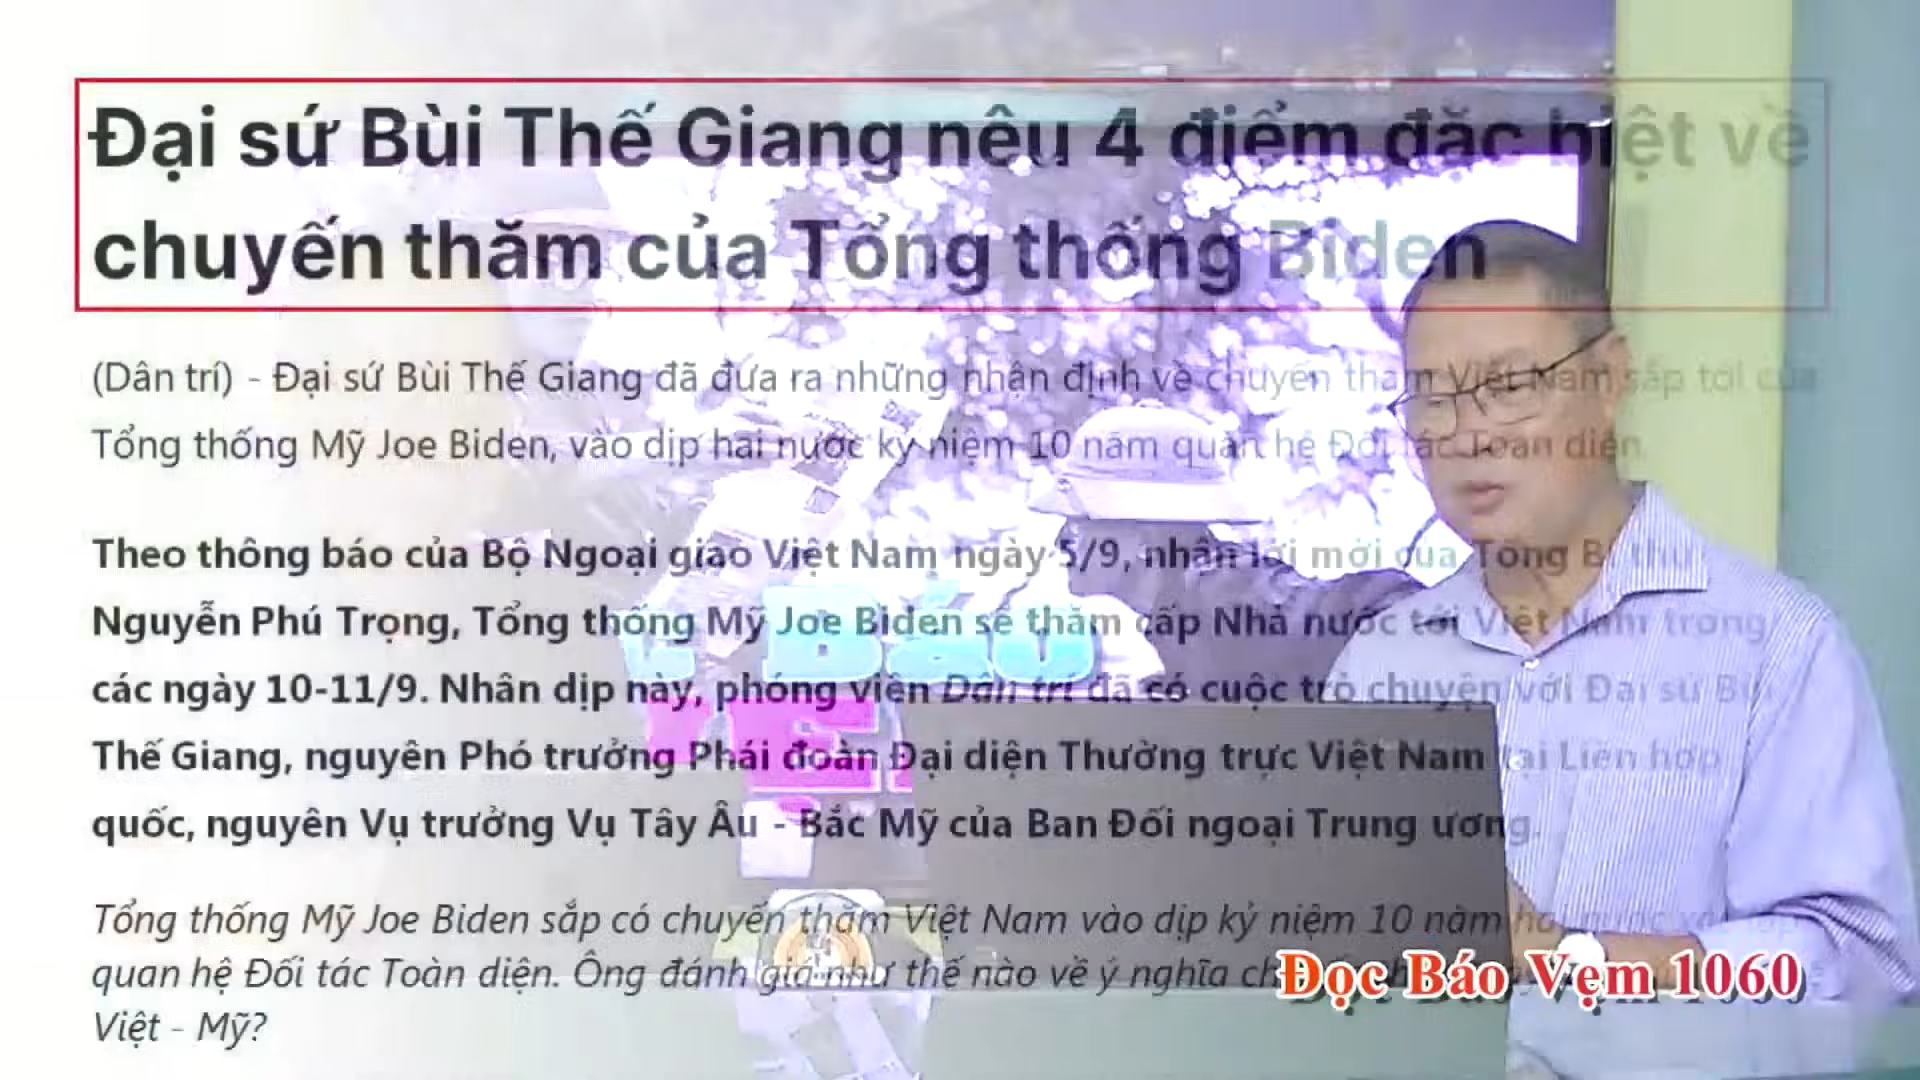 Đại sứ Bùi Thế Giang nêu 4 điểm đặc biệt về
chuyến thăm của Tổng thống Biden
(Dân trí) - Đại sứ Bùi Thế Giang đã đưa ra những nhận định về chuyến thăm Việt Nam sắp tới của
Tổng thống Mỹ Joe Biden, vào dịp hai nước kỷ niệm 10 năm quan hệ Đối tác Toàn diện.
Theo thông báo của Bộ Ngoại giao Việt Nam ngày 5/9, nhận lời mời của Tổng Bí thư
Nguyễn Phú Trọng, Tổng thống Mỹ Joe Biden sẽ thăm cấp Nhà nước tới Việt Nam trong
các ngày 10-11/9. Nhân dịp này, phóng viên Dân trí đã có cuộc trò chuyện với Đại sứ Bùi
Thế Giang, nguyên Phó trưởng Phái đoàn Đại diện Thường trực Việt Nam tại Liên hợp
quốc, nguyên Vụ trưởng Vụ Tây Âu - Bắc Mỹ của Ban Đối ngoại Trung ương.
Tổng thống Mỹ Joe Biden sắp có chuyến thăm Việt Nam vào dịp kỷ niệm 10 năm hai nước xác lập
quan hệ Đối tác Toàn diện. Ông đánh giá như thế nào về ý nghĩa
Việt - Mỹ?
Báo
Đọc Báo Vẹm 1060